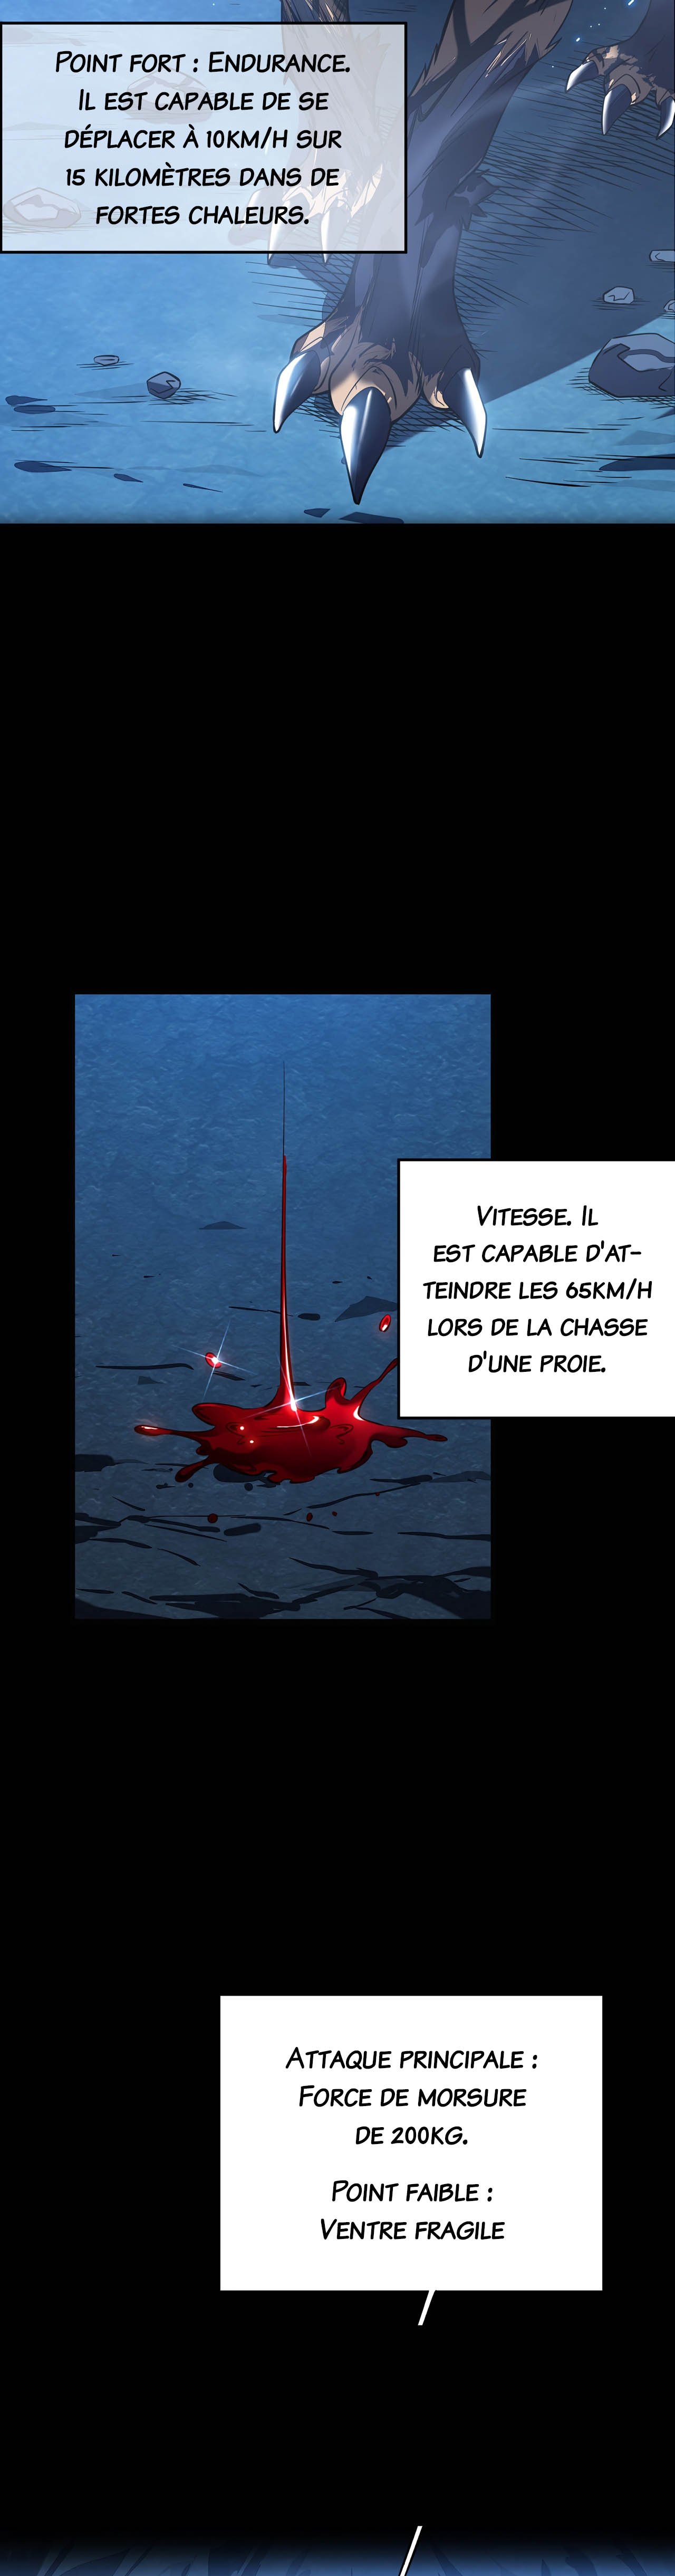 Point fort : Endurance.
Il est capable de se
déplacer à 10km/h sur
15 kilomètres dans de
fortes chaleurs.
Vitesse. Il
est capable d'at-
teindre les 65km/h
lors de la chasse
d'une proie.
Attaque principale :
Force de morsure
de 200kg.
Point faible :
Ventre fragile